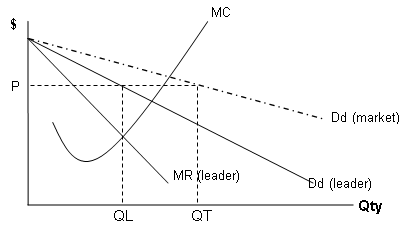 $
MC
P
Dd (market)
MR (leader)
Dd (leader)
Qty
QL
QT